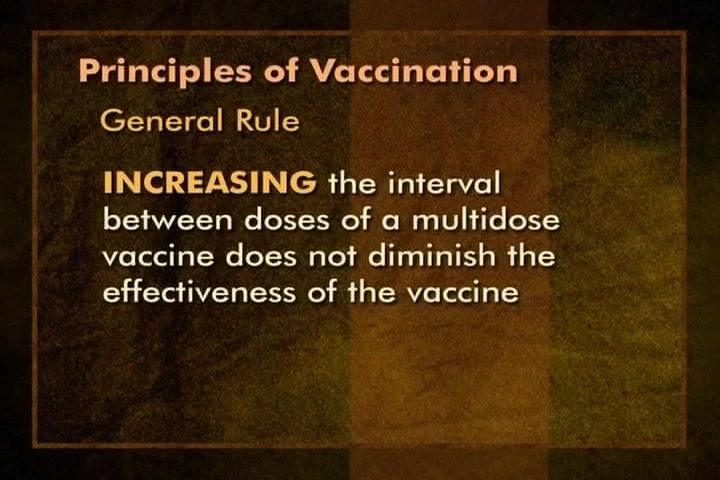 Principles of Vaccination
General Rule
INCREASING the interval
between doses of a multidose
vaccine does not diminish the
effectiveness of the vaccine